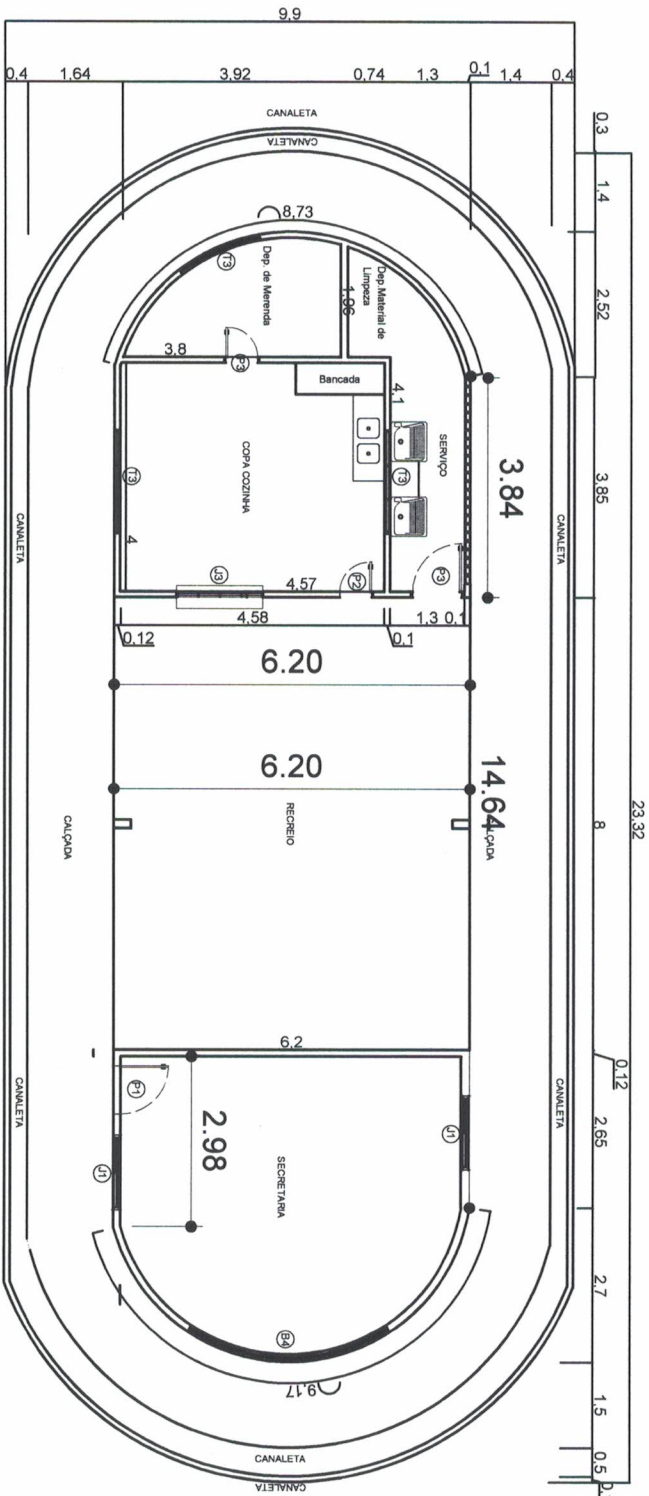 9.9
0.4
1.64
3.92
0.74
1.3
0.1
1.4
0.4
0.3
1.4
2.52
3.85
8
23.32
0.12
2.65
2.7
1.5
0.5
CANALETA
CANALETA
8,73
T3
Dep. de Merenda
1.96
Dep.Material de
Limpeza
3.8
P3
Bancada
4.1
SERVIÇO
3.84
COPA COZINHA
T3
T3
CANALETA
CANALETA
4
J3
4,57
P2
P3
4,58
1,3
0.1
0.12
0.1
6.20
6.20
14.64
RECREIO
CALÇADA
6.2
P1
2.98
J1
J1
SECRETARIA
CANALETA
CANALETA
B4
9,17
CANALETA
CANALETA